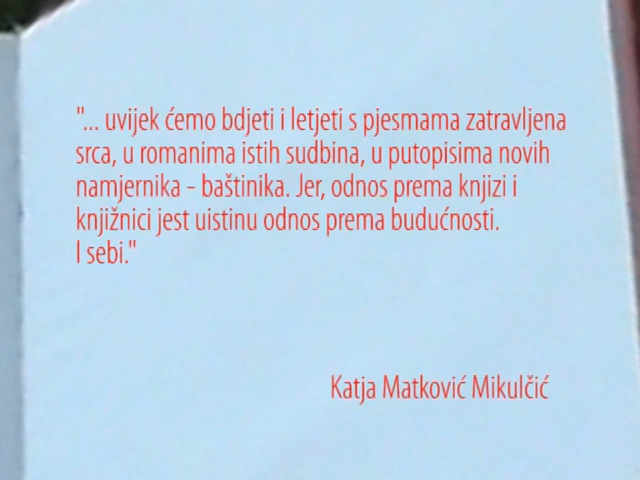 "... uvijek ćemo bdjeti i letjeti s pjesmama zatravljena
srca, u romanima istih sudbina, u putopisima novih
namjernika - baštinika. Jer, odnos prema knjizi i
knjižnici jest uistinu odnos prema budućnosti.
I sebi."
Katja Matković Mikulčić